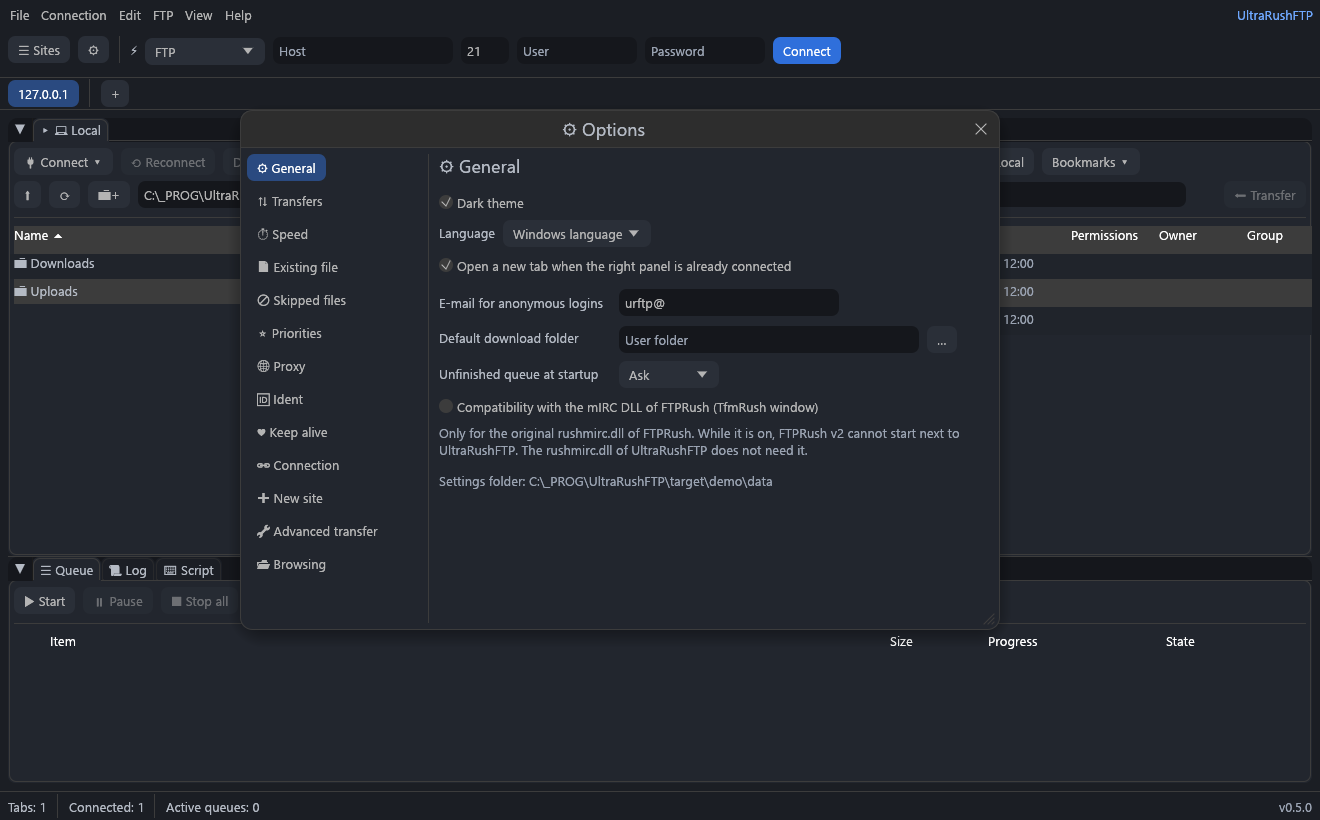 File Connection Edit FTP View Help UltraRushFTP
Sites FTP Host 21 User Password Connect
127.0.0.1 +
Local
Options
Connect Reconnect D ocal Bookmarks
C:\_PROG\UltraR Transfer
Name Permissions Owner Group
Downloads 12:00
Uploads 12:00
12:00
General
Transfers
Speed
Existing file
Skipped files
Priorities
Proxy
Ident
Keep alive
Connection
New site
Advanced transfer
Browsing
General
Dark theme
Language Windows language
Open a new tab when the right panel is already connected
E-mail for anonymous logins urftp@
Default download folder User folder ...
Unfinished queue at startup Ask
Compatibility with the mIRC DLL of FTPRush (TfmRush window)
Only for the original rushmirc.dll of FTPRush. While it is on, FTPRush v2 cannot start next to
UltraRushFTP. The rushmirc.dll of UltraRushFTP does not need it.
Settings folder: C:\_PROG\UltraRushFTP\target\demo\data
Queue Log Script
Start Pause Stop all
Item Size Progress State
Tabs: 1 Connected: 1 Active queues: 0 v0.5.0